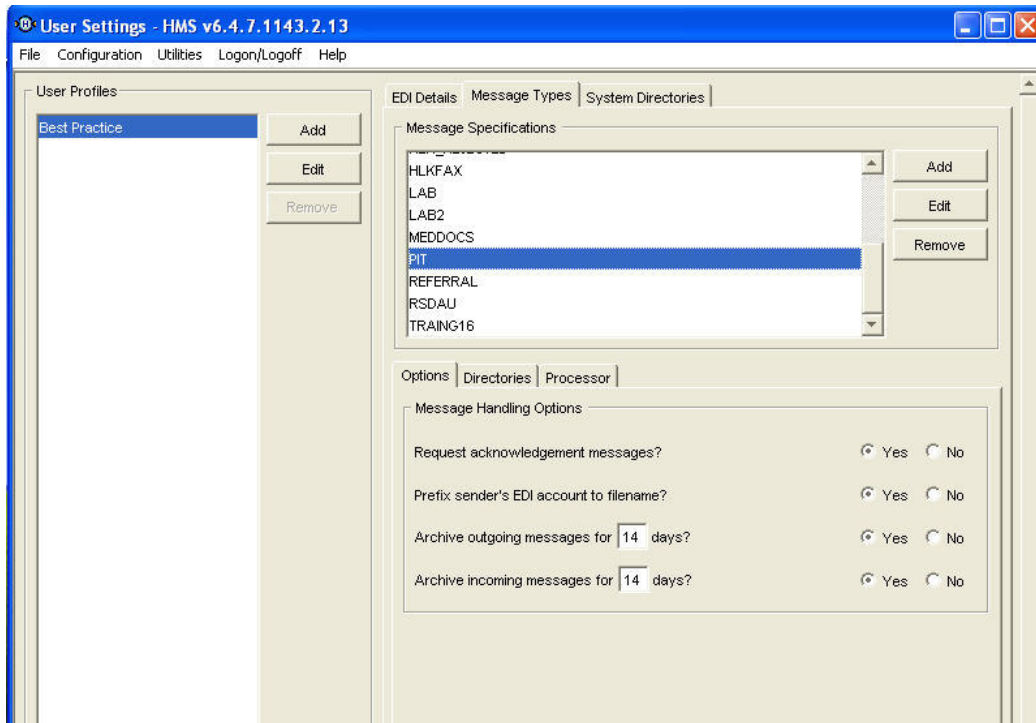 User Settings - HMS v6.4.7.1143.2.13
File Configuration Utilities Logon/Logoff Help
User Profiles
Best Practice
Add
Edit
Remove
EDI Details Message Types System Directories
Message Specifications
HLKFAX
LAB
LAB2
MEDDOCS
PIT
REFERRAL
RSDAU
TRAING16
Add
Edit
Remove
Options Directories Processor
Message Handling Options
Request acknowledgement messages? Yes No
Prefix sender's EDI account to filename? Yes No
Archive outgoing messages for 14 days? Yes No
Archive incoming messages for 14 days? Yes No